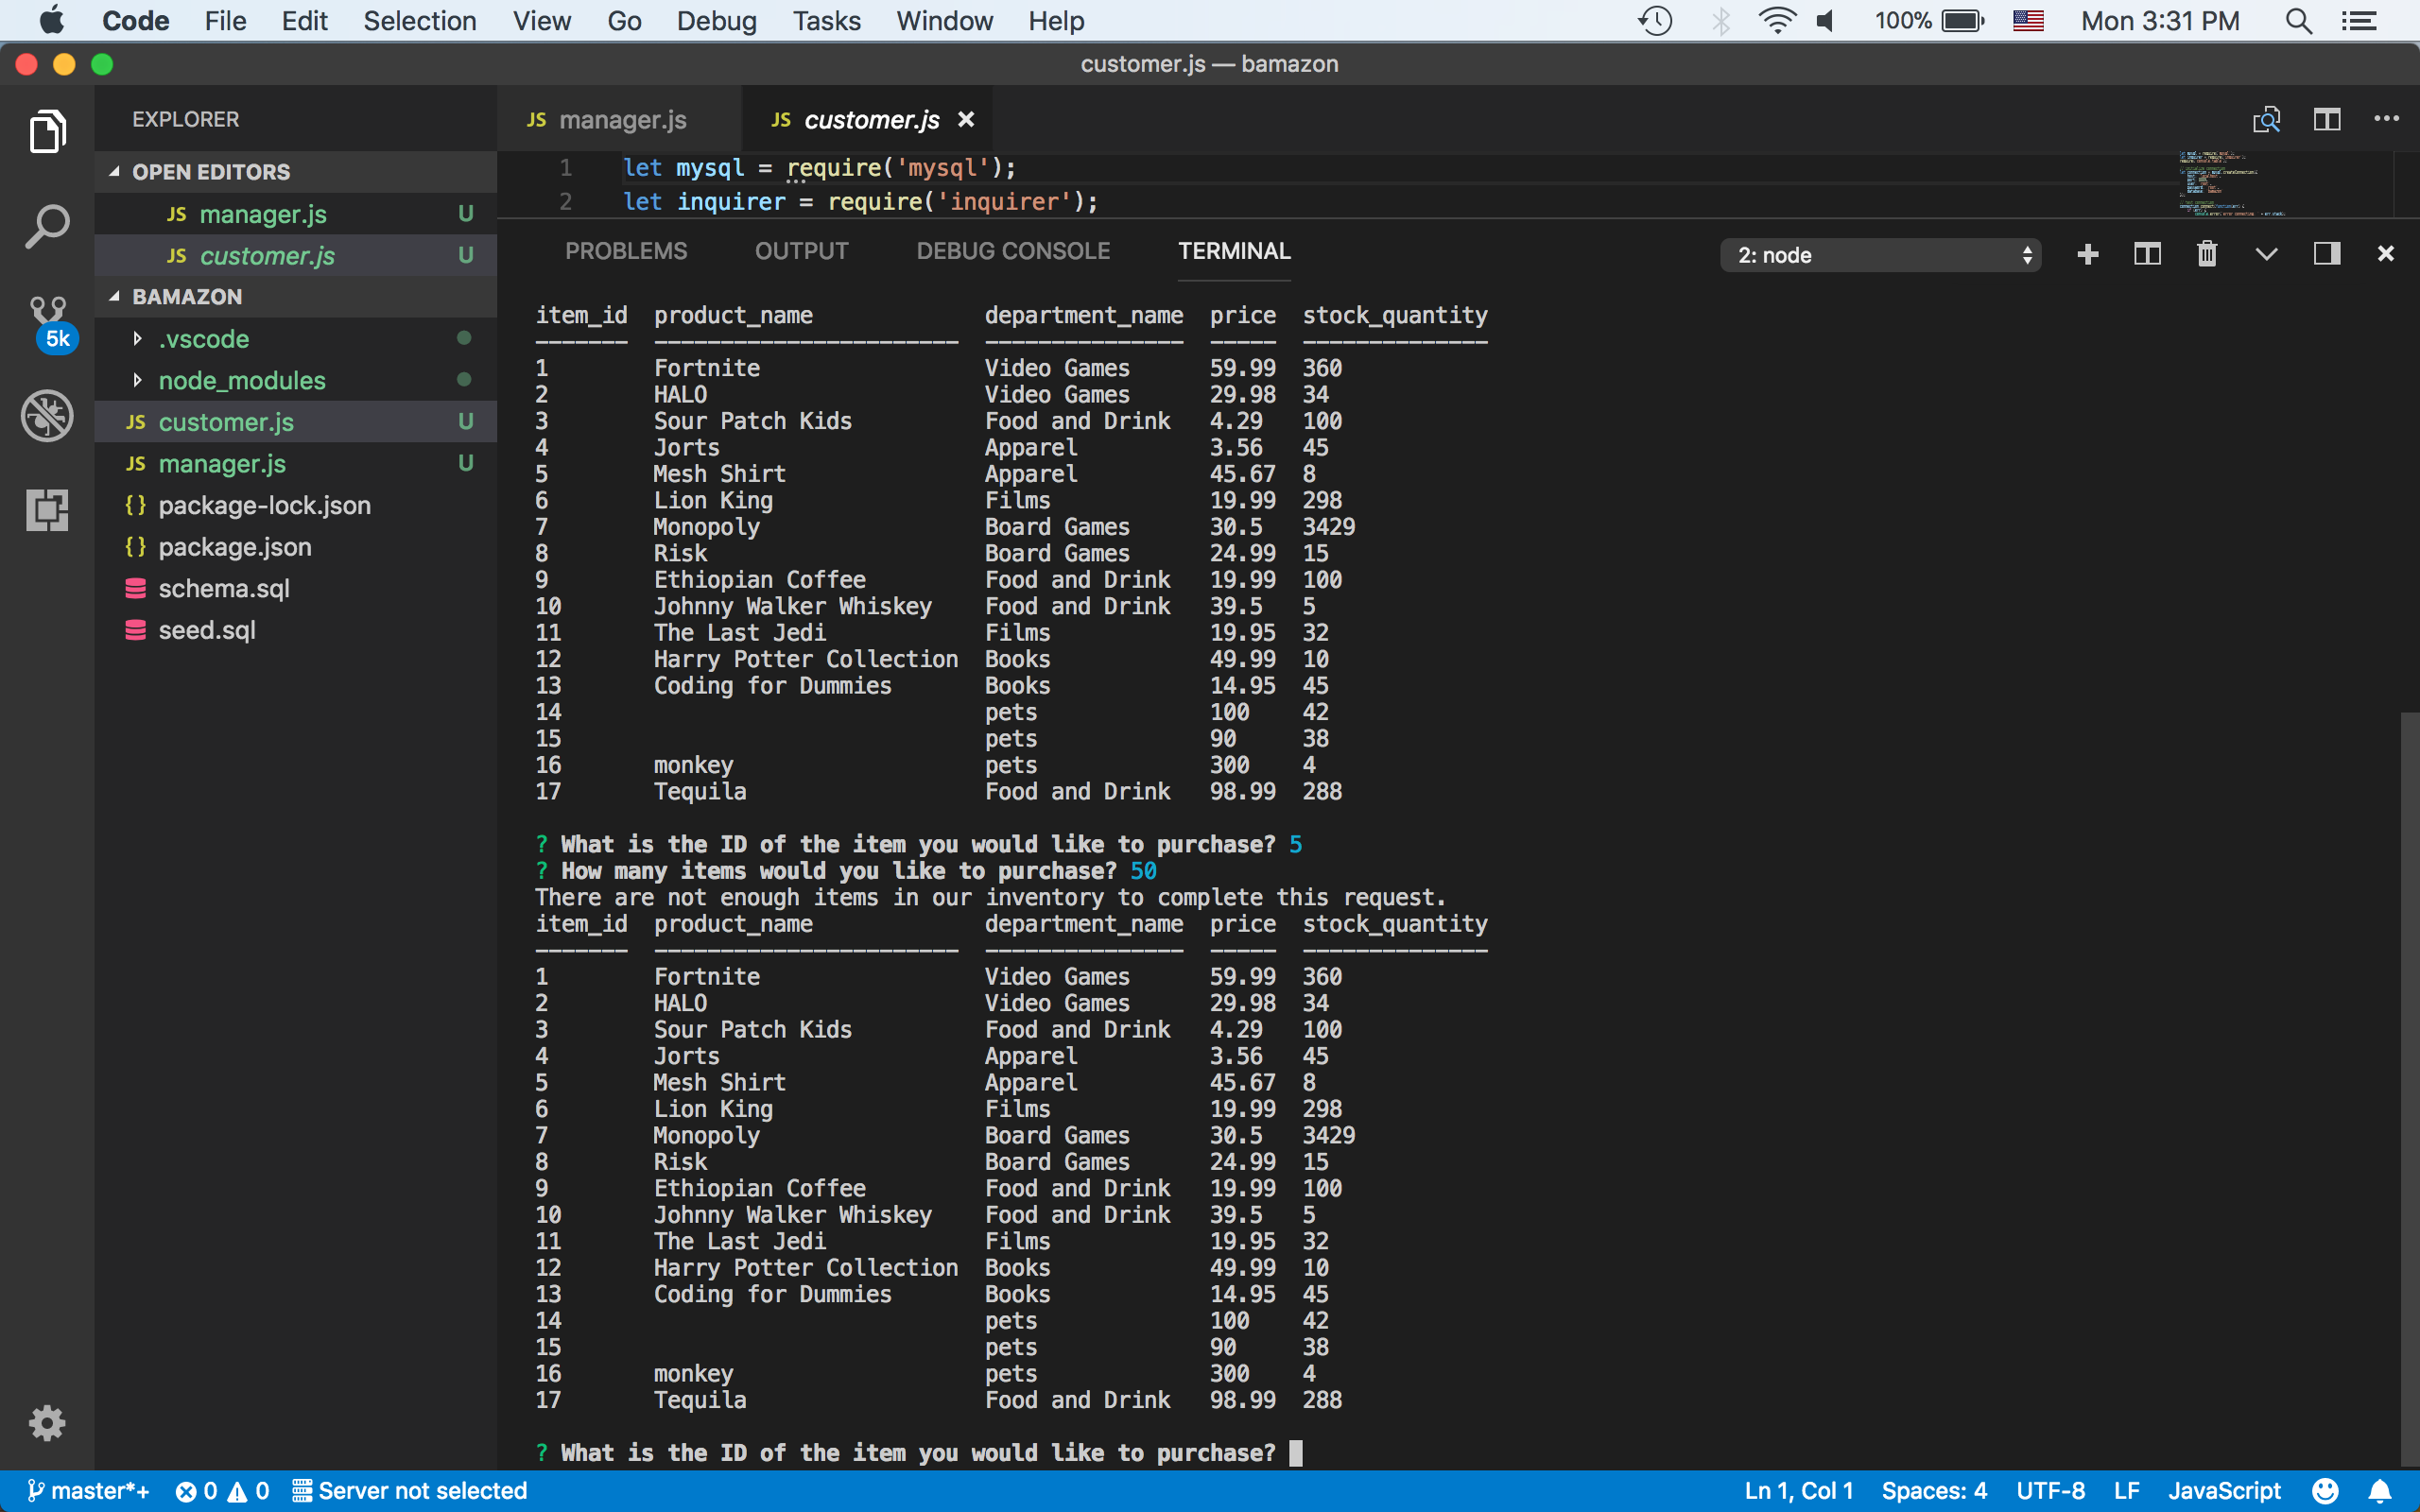 Code File Edit Selection View Go Debug Tasks Window Help 100% Mon 3:31 PM
customer.js — bamazon
EXPLORER
OPEN EDITORS
JS manager.js U
JS customer.js U
BAMAZON
.vscode
node_modules
JS customer.js U
JS manager.js U
{} package-lock.json
{} package.json
schema.sql
seed.sql
5k
JS manager.js JS customer.js
1 let mysql = require('mysql');
2 let inquirer = require('inquirer');
PROBLEMS OUTPUT DEBUG CONSOLE TERMINAL 2: node
item_id product_name department_name price stock_quantity
------- ----------------------- --------------- ----- --------------
1 Fortnite Video Games 59.99 360
2 HALO Video Games 29.98 34
3 Sour Patch Kids Food and Drink 4.29 100
4 Jorts Apparel 3.56 45
5 Mesh Shirt Apparel 45.67 8
6 Lion King Films 19.99 298
7 Monopoly Board Games 30.5 3429
8 Risk Board Games 24.99 15
9 Ethiopian Coffee Food and Drink 19.99 100
10 Johnny Walker Whiskey Food and Drink 39.5 5
11 The Last Jedi Films 19.95 32
12 Harry Potter Collection Books 49.99 10
13 Coding for Dummies Books 14.95 45
14 pets 100 42
15 pets 90 38
16 monkey pets 300 4
17 Tequila Food and Drink 98.99 288
? What is the ID of the item you would like to purchase? 5
? How many items would you like to purchase? 50
There are not enough items in our inventory to complete this request.
item_id product_name department_name price stock_quantity
------- ----------------------- --------------- ----- --------------
1 Fortnite Video Games 59.99 360
2 HALO Video Games 29.98 34
3 Sour Patch Kids Food and Drink 4.29 100
4 Jorts Apparel 3.56 45
5 Mesh Shirt Apparel 45.67 8
6 Lion King Films 19.99 298
7 Monopoly Board Games 30.5 3429
8 Risk Board Games 24.99 15
9 Ethiopian Coffee Food and Drink 19.99 100
10 Johnny Walker Whiskey Food and Drink 39.5 5
11 The Last Jedi Films 19.95 32
12 Harry Potter Collection Books 49.99 10
13 Coding for Dummies Books 14.95 45
14 pets 100 42
15 pets 90 38
16 monkey pets 300 4
17 Tequila Food and Drink 98.99 288
? What is the ID of the item you would like to purchase?
master*+ 0 0 Server not selected Ln 1, Col 1 Spaces: 4 UTF-8 LF JavaScript